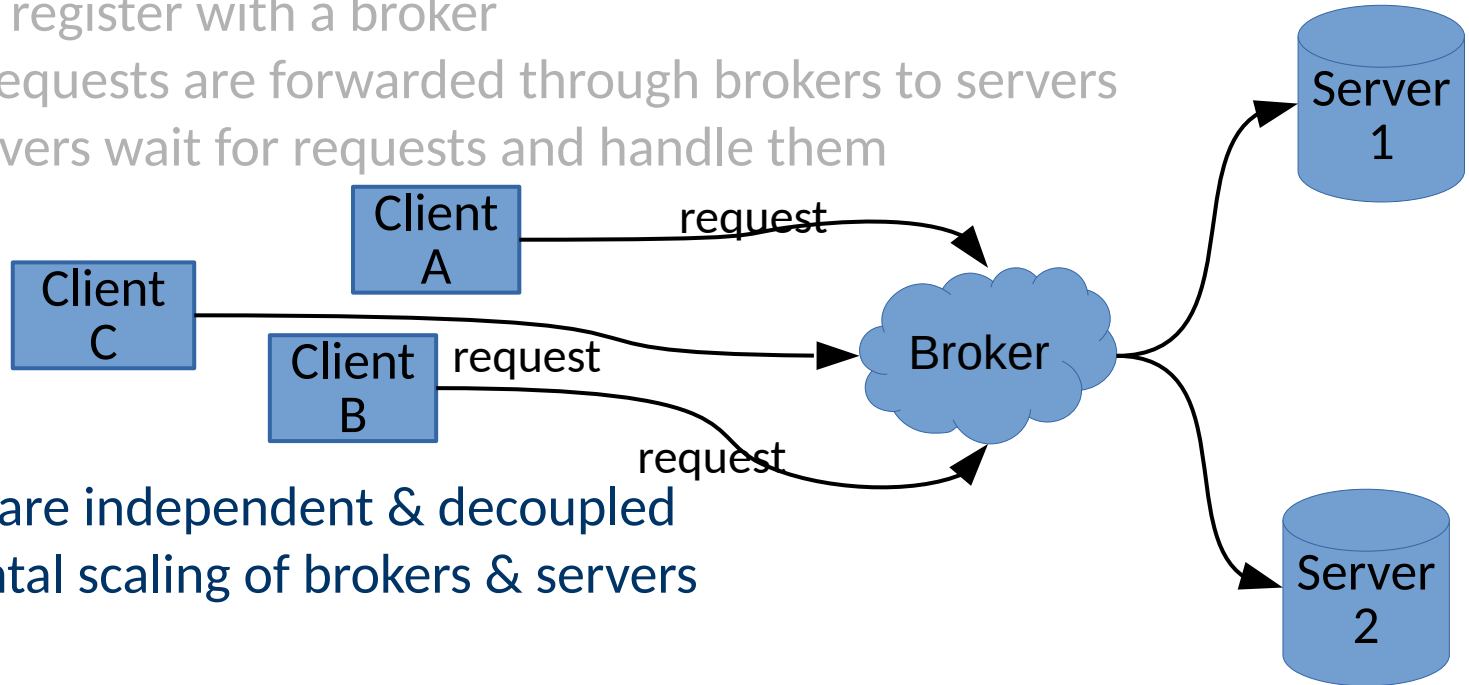 register with a broker
equests are forwarded through brokers to servers
vers wait for requests and handle them
Server
1
Client
A
request
Client
C
Client
B
request
Broker
request
are independent & decoupled
ntal scaling of brokers & servers
Server
2